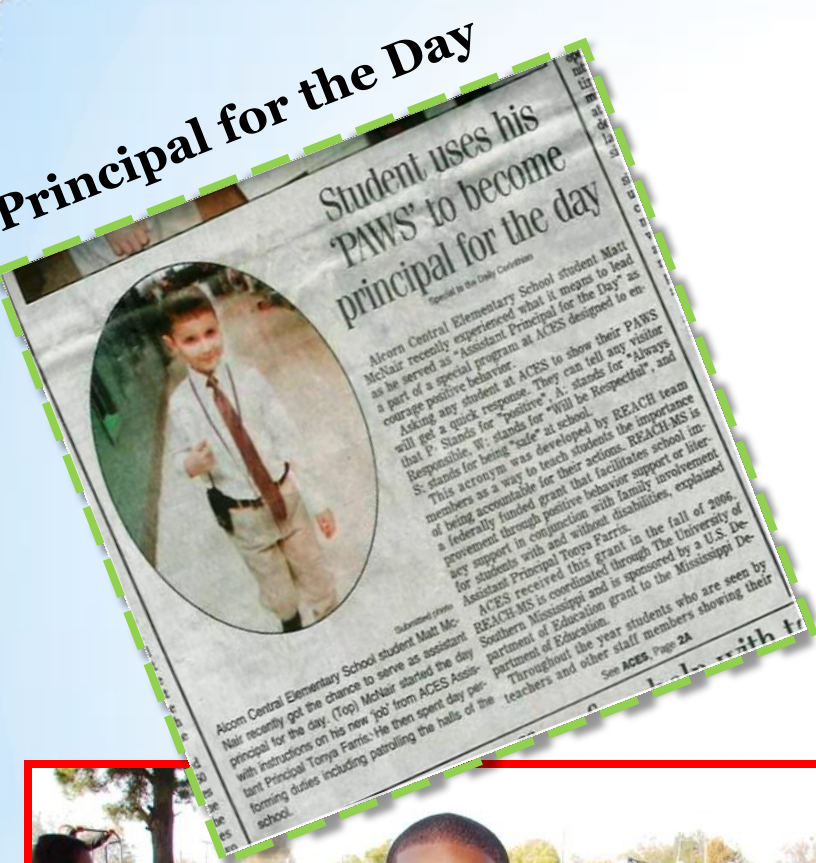 Principal for the Day
Student uses his
'PAWS' to become
principal for the day
Special to the Daily Corinthian
Alcorn Central Elementary School student Matt
McNair recently experienced what it means to lead
as he served as "Assistant Principal for the Day" as
a part of a special program at ACES designed to en-
courage positive behavior.
Asking any student at ACES to show their PAWS
will get a quick response. They can tell any visitor
that P. Stands for "positive", A: stands for "Always
Responsible, W: stands for "Will be Respectful", and
S. stands for being "safe" at school.
This acronym was developed by REACH team
members as a way to teach students the importance
of being accountable for their actions. REACH-MS is
a federally funded grant that facilitates school im-
provement through positive behavior support or liter-
acy support in conjunction with family involvement
for students with and without disabilities, explained
Assistant Principal Tonya Farris.
ACES received this grant in the fall of 2006.
REACH-MS is coordinated through The University of
Southern Mississippi and is sponsored by a U.S. De-
partment of Education grant to the Mississippi De-
partment of Education.
Throughout the year students who are seen by
teachers and other staff members showing their
See ACES, Page 2A
Submitted photo
Alcorn Central Elementary School student Matt Mc-
Nair recently got the chance to serve as assistant
principal for the day. (Top) McNair started the day
with instructions on his new 'job' from ACES Assis-
tant Principal Tonya Farris. He then spent day per-
forming duties including patrolling the halls of the
school.
with